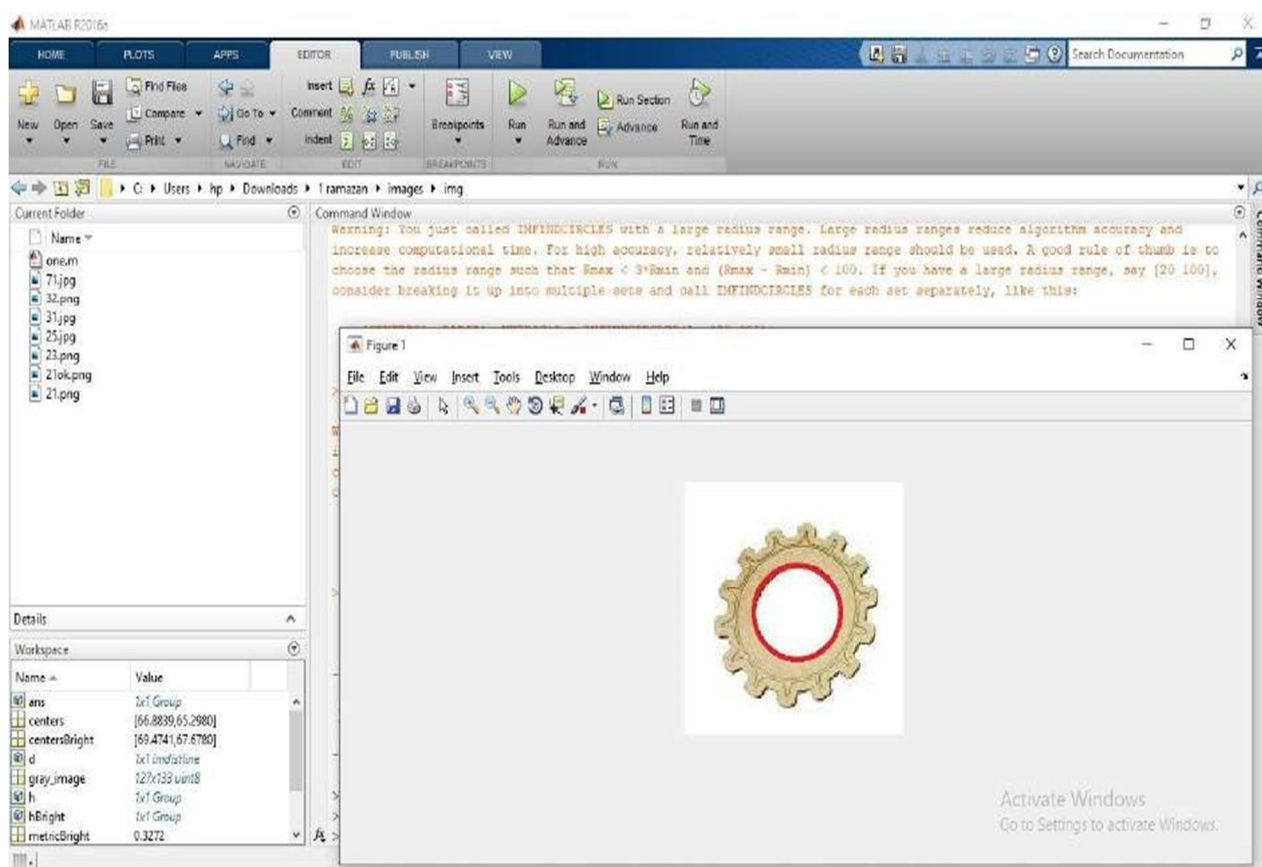 MATLAB R2016a
HOME PLOTS APPS EDITOR PUBLISH VIEW
Search Documentation
New Open Save
Find Files
Compare
Print
Go To
Find
Insert
Comment
Indent
Breakpoints
Run
Run and Advance
Run Section
Advance
Run and Time
FILE NAVIGATE EDIT BREAKPOINTS RUN
C: Users hp Downloads 1 ramazan images img
Current Folder
Name
one.m
71.jpg
32.png
31.jpg
25.jpg
23.png
21ok.png
21.png
Details
Workspace
Name Value
ans 1x1 Group
centers [66.8839,65.2980]
centersBright [69.4741,67.6780]
d 1x1 imdistline
gray_image 127x133 uint8
h 1x1 Group
hBright 1x1 Group
metricBright 0.3272
Command Window
Warning: You just called IMFINDCIRCLES with a large radius range. Large radius ranges reduce algorithm accuracy and
increase computational time. For high accuracy, relatively small radius range should be used. A good rule of thumb is to
choose the radius range such that Rmax < 3*Rmin and (Rmax - Rmin) < 100. If you have a large radius range, say [20 100],
consider breaking it up into multiple sets and call IMFINDCIRCLES for each set separately, like this:
Figure 1
File Edit View Insert Tools Desktop Window Help
Activate Windows
Go to Settings to activate Windows.